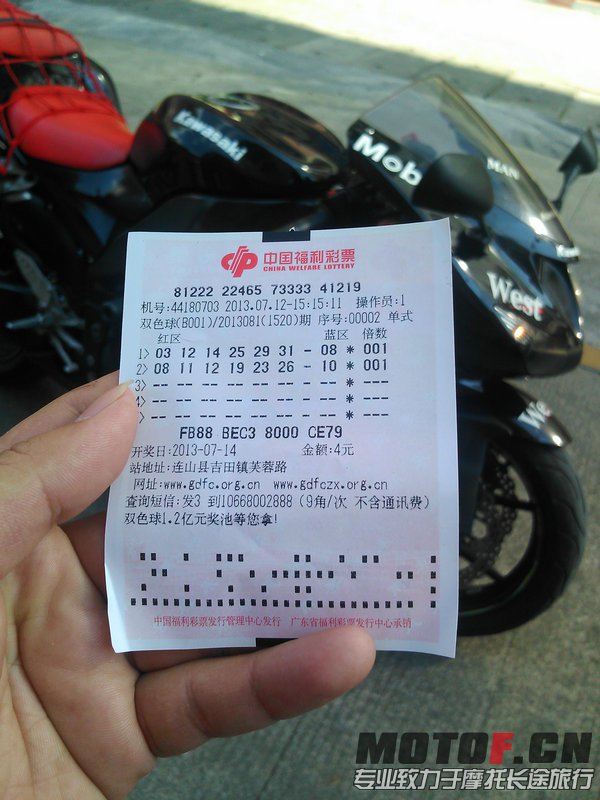 Kawasaki
Mob
MAN
West
We
中国福利彩票
CHINA WELFARE LOTTERY
81222 22465 73333 41219
机号:44180703 2013.07.12-15:15:11 操作员:1
双色球(B001)/2013081(1520)期 序号:00002 单式
红区 蓝区 倍数
1> 03 12 14 25 29 31 - 08 * 001
2> 08 11 12 19 23 26 - 10 * 001
3> -- -- -- -- -- -- - -- * ---
4> -- -- -- -- -- -- - -- * ---
> -- -- -- -- -- -- - -- * ---
FB88 BEC3 8000 CE79
开奖日:2013-07-14 金额:4元
站地址:连山县吉田镇芙蓉路
网址:www.gdfc.org.cn www.gdfczx.org.cn
查询短信:发3 到10668002888 (9角/次 不含通讯费)
双色球1.2亿元奖池等您拿!
中国福利彩票发行管理中心发行 广东省福利彩票发行中心承销
MOTOF.CN
专业致力于摩托长途旅行